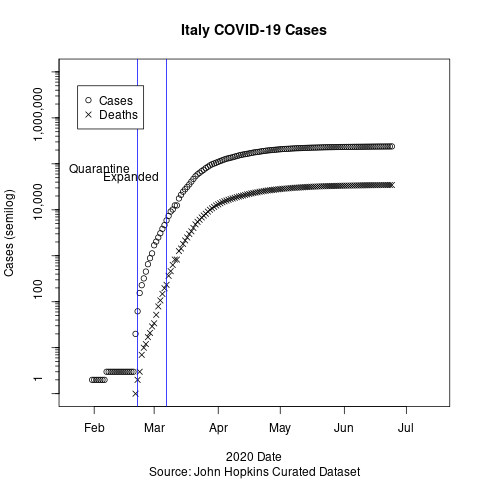 Italy COVID-19 Cases
Cases
Deaths
Quarantine
Expanded
Cases (semilog)
1,000,000
10,000
100
1
Feb Mar Apr May Jun Jul
2020 Date
Source: John Hopkins Curated Dataset